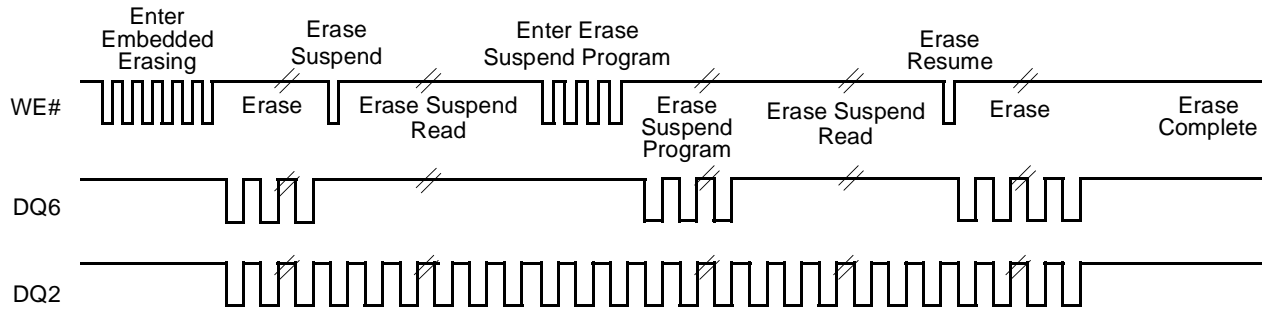 Enter
Embedded
Erasing
Erase
Suspend
Enter Erase
Suspend Program
Erase
Resume
WE#
Erase
Erase Suspend
Read
Erase
Suspend
Program
Erase Suspend
Read
Erase
Erase
Complete
DQ6
DQ2